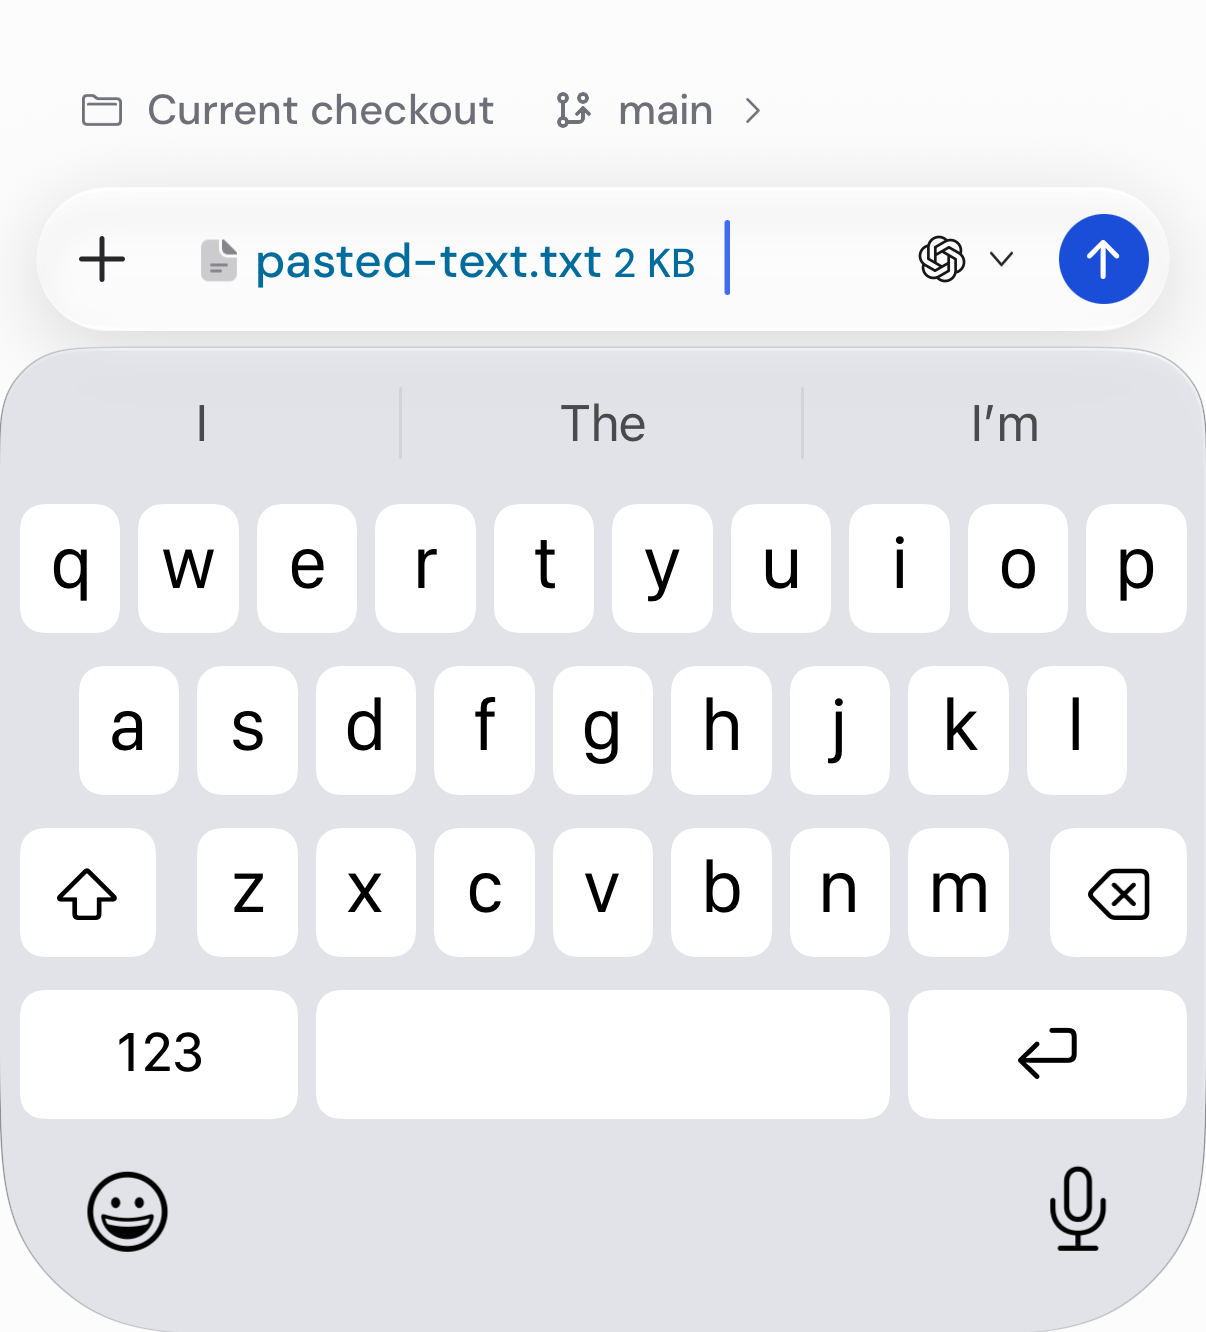 Current checkout main
pasted-text.txt 2 KB
I The I'm
q w e r t y u i o p
a s d f g h j k l
z x c v b n m
123